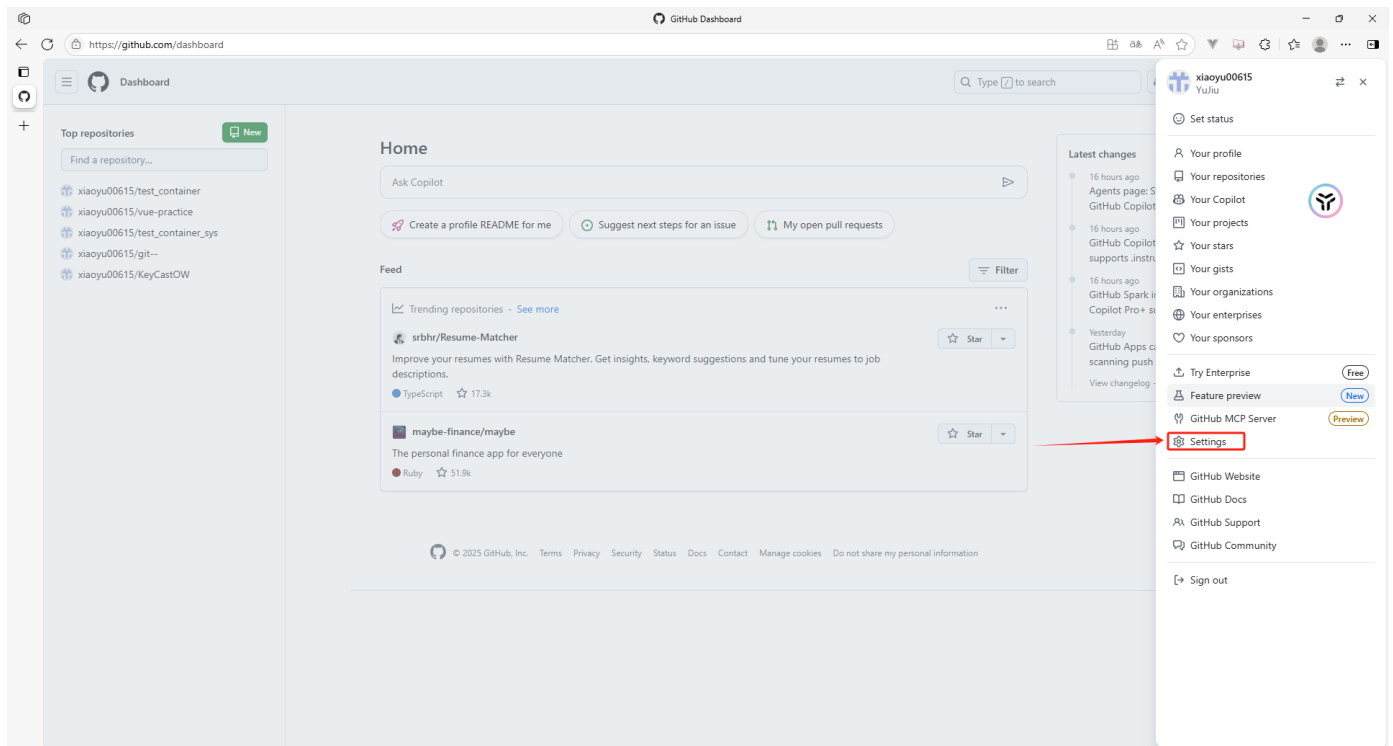 GitHub Dashboard
https://github.com/dashboard
Dashboard
Type / to search
Top repositories
New
Find a repository...
xiaoyu00615/test_container
xiaoyu00615/vue-practice
xiaoyu00615/test_container_sys
xiaoyu00615/git--
xiaoyu00615/KeyCastOW
Home
Ask Copilot
Create a profile README for me
Suggest next steps for an issue
My open pull requests
Feed
Filter
Trending repositories · See more
srbhr/Resume-Matcher
Star
Improve your resumes with Resume Matcher. Get insights, keyword suggestions and tune your resumes to job
descriptions.
TypeScript 17.3k
maybe-finance/maybe
Star
The personal finance app for everyone
Ruby 51.9k
© 2025 GitHub, Inc. Terms Privacy Security Status Docs Contact Manage cookies Do not share my personal information
Latest changes
16 hours ago
Agents page: S
GitHub Copilot
16 hours ago
GitHub Copilot
supports .instru
16 hours ago
GitHub Spark in
Copilot Pro+ su
Yesterday
GitHub Apps ca
scanning push
View changelog
xiaoyu00615
YuJiu
Set status
Your profile
Your repositories
Your Copilot
Your projects
Your stars
Your gists
Your organizations
Your enterprises
Your sponsors
Try Enterprise Free
Feature preview New
GitHub MCP Server Preview
Settings
GitHub Website
GitHub Docs
GitHub Support
GitHub Community
Sign out